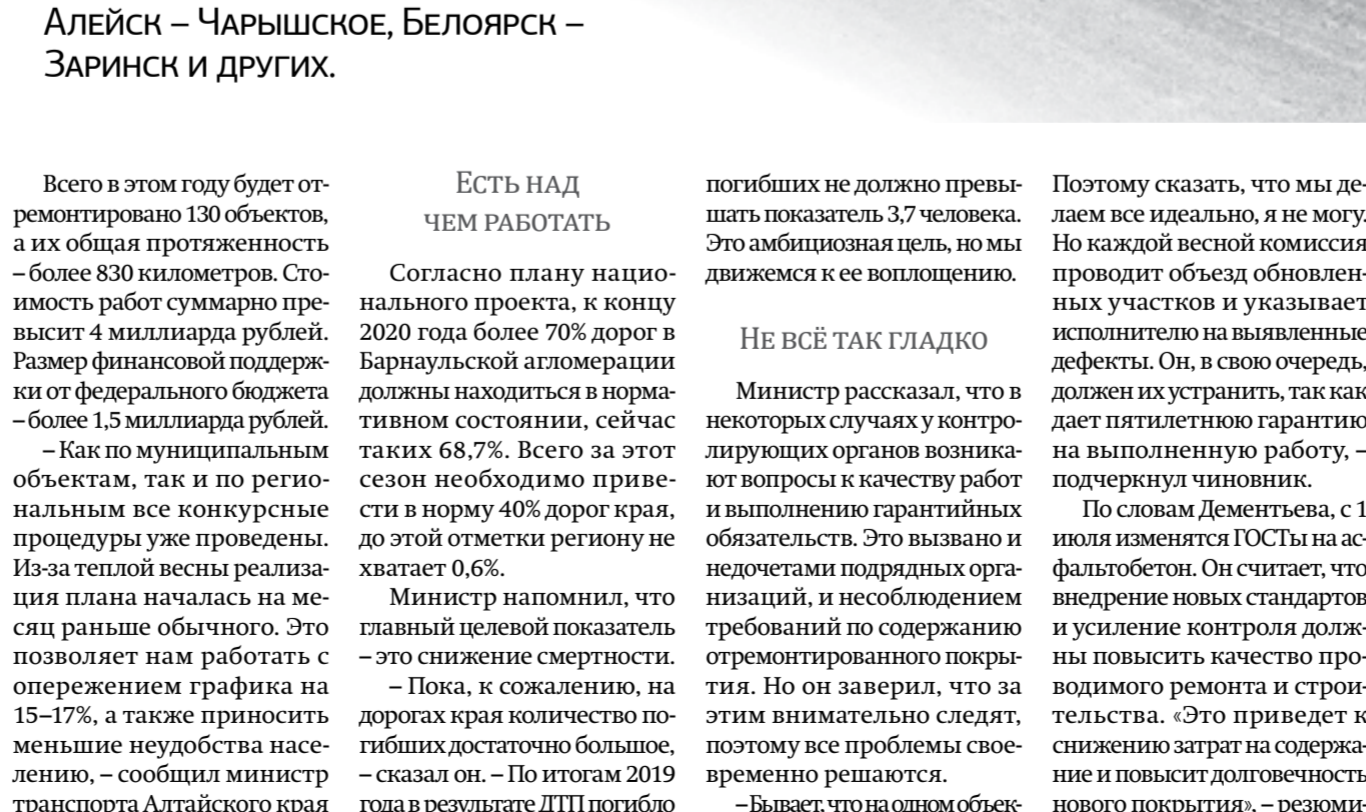 Алейск – Чарышское, Белоярск –
Заринск и других.
Всего в этом году будет от-
ремонтировано 130 объектов,
а их общая протяженность
– более 830 километров. Сто-
имость работ суммарно пре-
высит 4 миллиарда рублей.
Размер финансовой поддерж-
ки от федерального бюджета
– более 1,5 миллиарда рублей.
– Как по муниципальным
объектам, так и по регио-
нальным все конкурсные
процедуры уже проведены.
Из-за теплой весны реализа-
ция плана началась на ме-
сяц раньше обычного. Это
позволяет нам работать с
опережением графика на
15–17%, а также приносить
меньшие неудобства насе-
лению, – сообщил министр
транспорта Алтайского края
Есть над
чем работать
Согласно плану нацио-
нального проекта, к концу
2020 года более 70% дорог в
Барнаульской агломерации
должны находиться в норма-
тивном состоянии, сейчас
таких 68,7%. Всего за этот
сезон необходимо приве-
сти в норму 40% дорог края,
до этой отметки региону не
хватает 0,6%.
Министр напомнил, что
главный целевой показатель
– это снижение смертности.
– Пока, к сожалению, на
дорогах края количество по-
гибших достаточно большое,
– сказал он. – По итогам 2019
года в результате ДТП погибло
погибших не должно превы-
шать показатель 3,7 человека.
Это амбициозная цель, но мы
движемся к ее воплощению.
Не всё так гладко
Министр рассказал, что в
некоторых случаях у контро-
лирующих органов возника-
ют вопросы к качеству работ
и выполнению гарантийных
обязательств. Это вызвано и
недочетами подрядных орга-
низаций, и несоблюдением
требований по содержанию
отремонтированного покры-
тия. Но он заверил, что за
этим внимательно следят,
поэтому все проблемы свое-
временно решаются.
– Бывает, что на одном объек-
Поэтому сказать, что мы де-
лаем все идеально, я не могу.
Но каждой весной комиссия
проводит объезд обновлен-
ных участков и указывает
исполнителю на выявленные
дефекты. Он, в свою очередь,
должен их устранить, так как
дает пятилетнюю гарантию
на выполненную работу, –
подчеркнул чиновник.
По словам Дементьева, с 1
июля изменятся ГОСТы на ас-
фальтобетон. Он считает, что
внедрение новых стандартов
и усиление контроля долж-
ны повысить качество про-
водимого ремонта и строи-
тельства. «Это приведет к
снижению затрат на содержа-
ние и повысит долговечность
нового покрытия», – резюми-